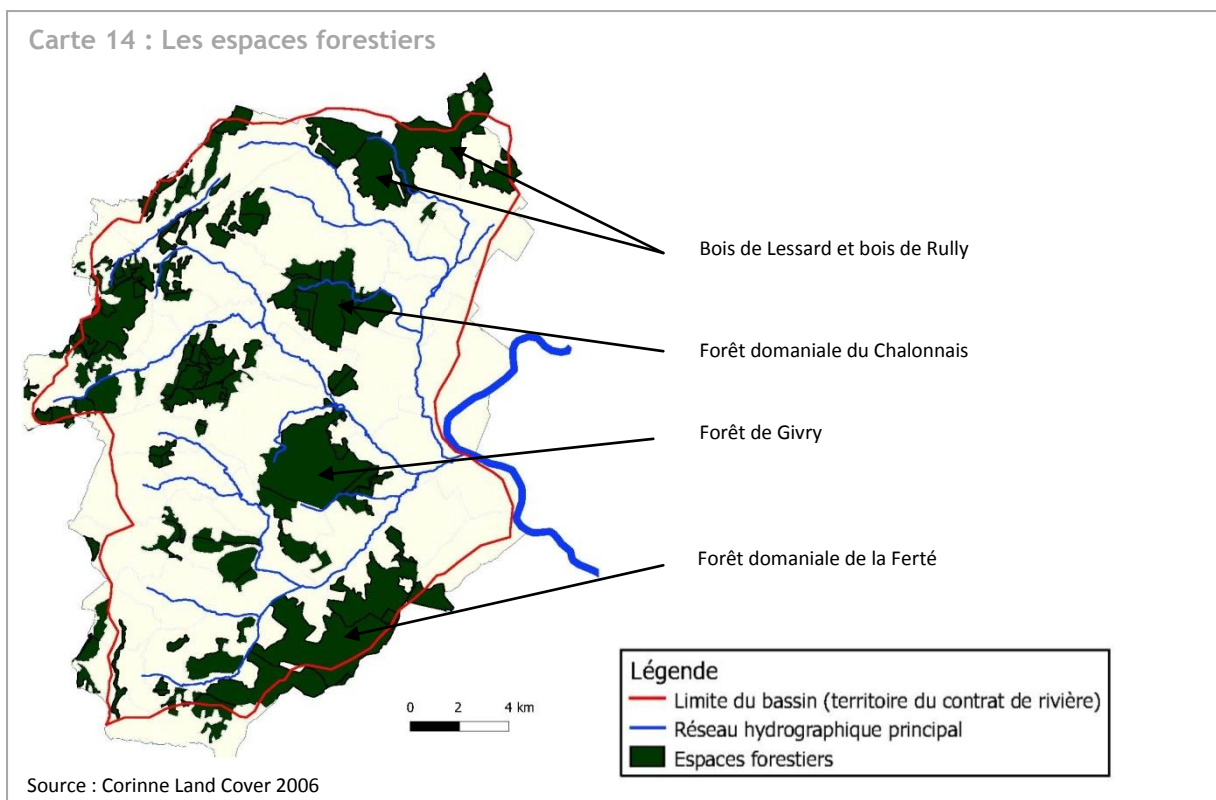 Carte 14 : Les espaces forestiers
Bois de Lessard et bois de Rully
Forêt domaniale du Chalonnais
Forêt de Givry
Forêt domaniale de la Ferté
0 2 4 km
Légende
Limite du bassin (territoire du contrat de rivière)
Réseau hydrographique principal
Espaces forestiers
Source : Corinne Land Cover 2006